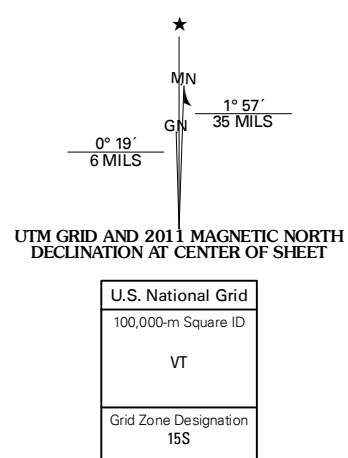 ★
MN
1° 57´
35 MILS
GN
0° 19´
6 MILS
UTM GRID AND 2011 MAGNETIC NORTH
DECLINATION AT CENTER OF SHEET
U.S. National Grid
100,000-m Square ID
VT
Grid Zone Designation
15S